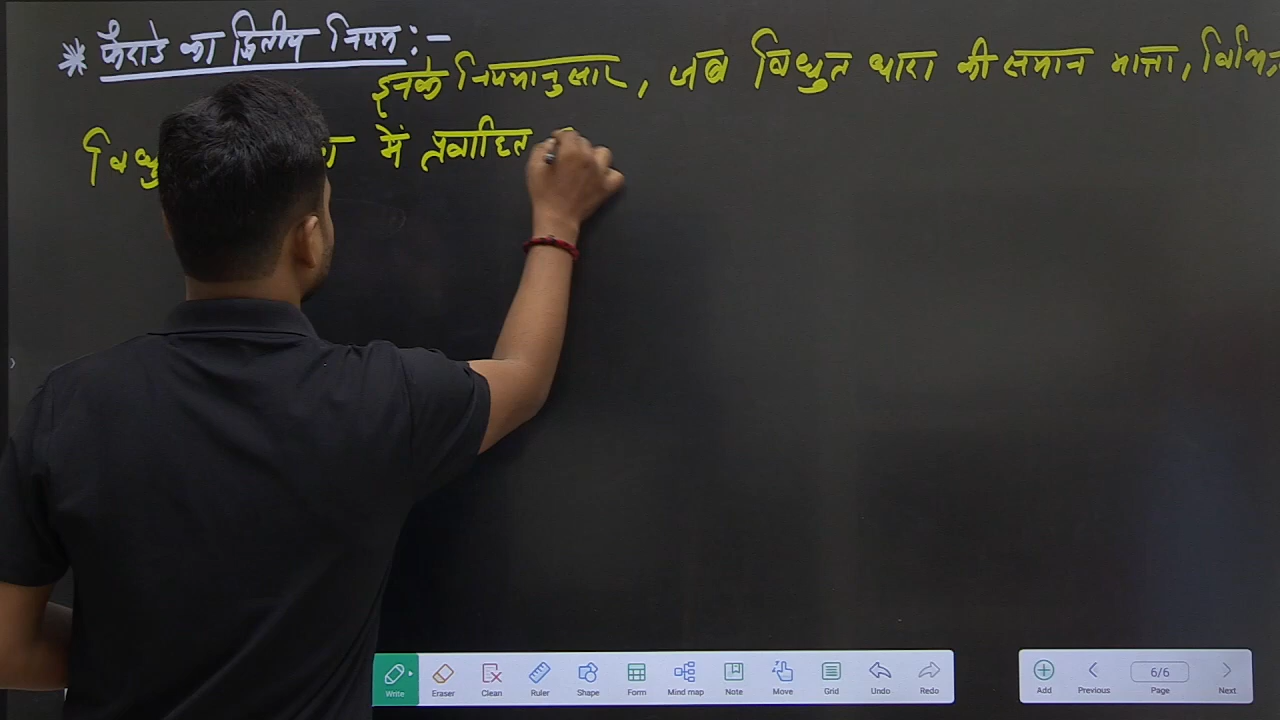 * फैराडे का द्वितीय नियम:-
इनके नियमानुसार, जब विधुत धारा की समान मात्रा,
में प्रवाहित
Write
Eraser
Clean
Ruler
Shape
Form
Mind map
Note
Move
Grid
Undo
Redo
Add
Previous
6/6
Page
Next